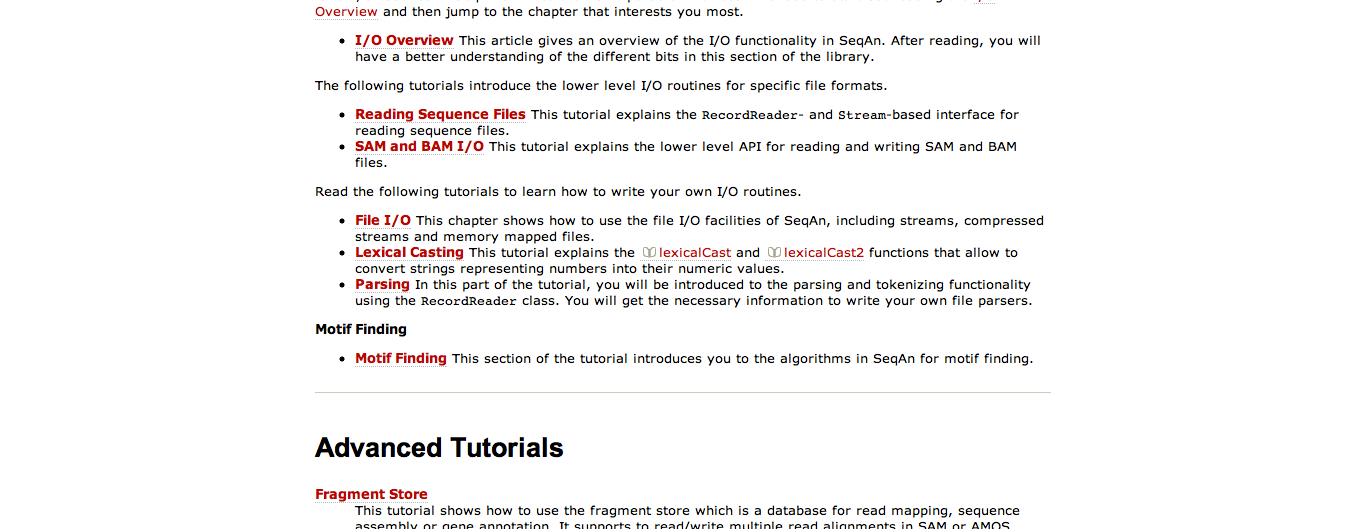 Overview and then jump to the chapter that interests you most.
I/O Overview This article gives an overview of the I/O functionality in SeqAn. After reading, you will
have a better understanding of the different bits in this section of the library.
The following tutorials introduce the lower level I/O routines for specific file formats.
Reading Sequence Files This tutorial explains the RecordReader- and Stream-based interface for
reading sequence files.
SAM and BAM I/O This tutorial explains the lower level API for reading and writing SAM and BAM
files.
Read the following tutorials to learn how to write your own I/O routines.
File I/O This chapter shows how to use the file I/O facilities of SeqAn, including streams, compressed
streams and memory mapped files.
Lexical Casting This tutorial explains the lexicalCast and lexicalCast2 functions that allow to
convert strings representing numbers into their numeric values.
Parsing In this part of the tutorial, you will be introduced to the parsing and tokenizing functionality
using the RecordReader class. You will get the necessary information to write your own file parsers.
Motif Finding
Motif Finding This section of the tutorial introduces you to the algorithms in SeqAn for motif finding.
Advanced Tutorials
Fragment Store
This tutorial shows how to use the fragment store which is a database for read mapping, sequence
assembly or gene annotation. It supports to read/write multiple read alignments in SAM or AMOS